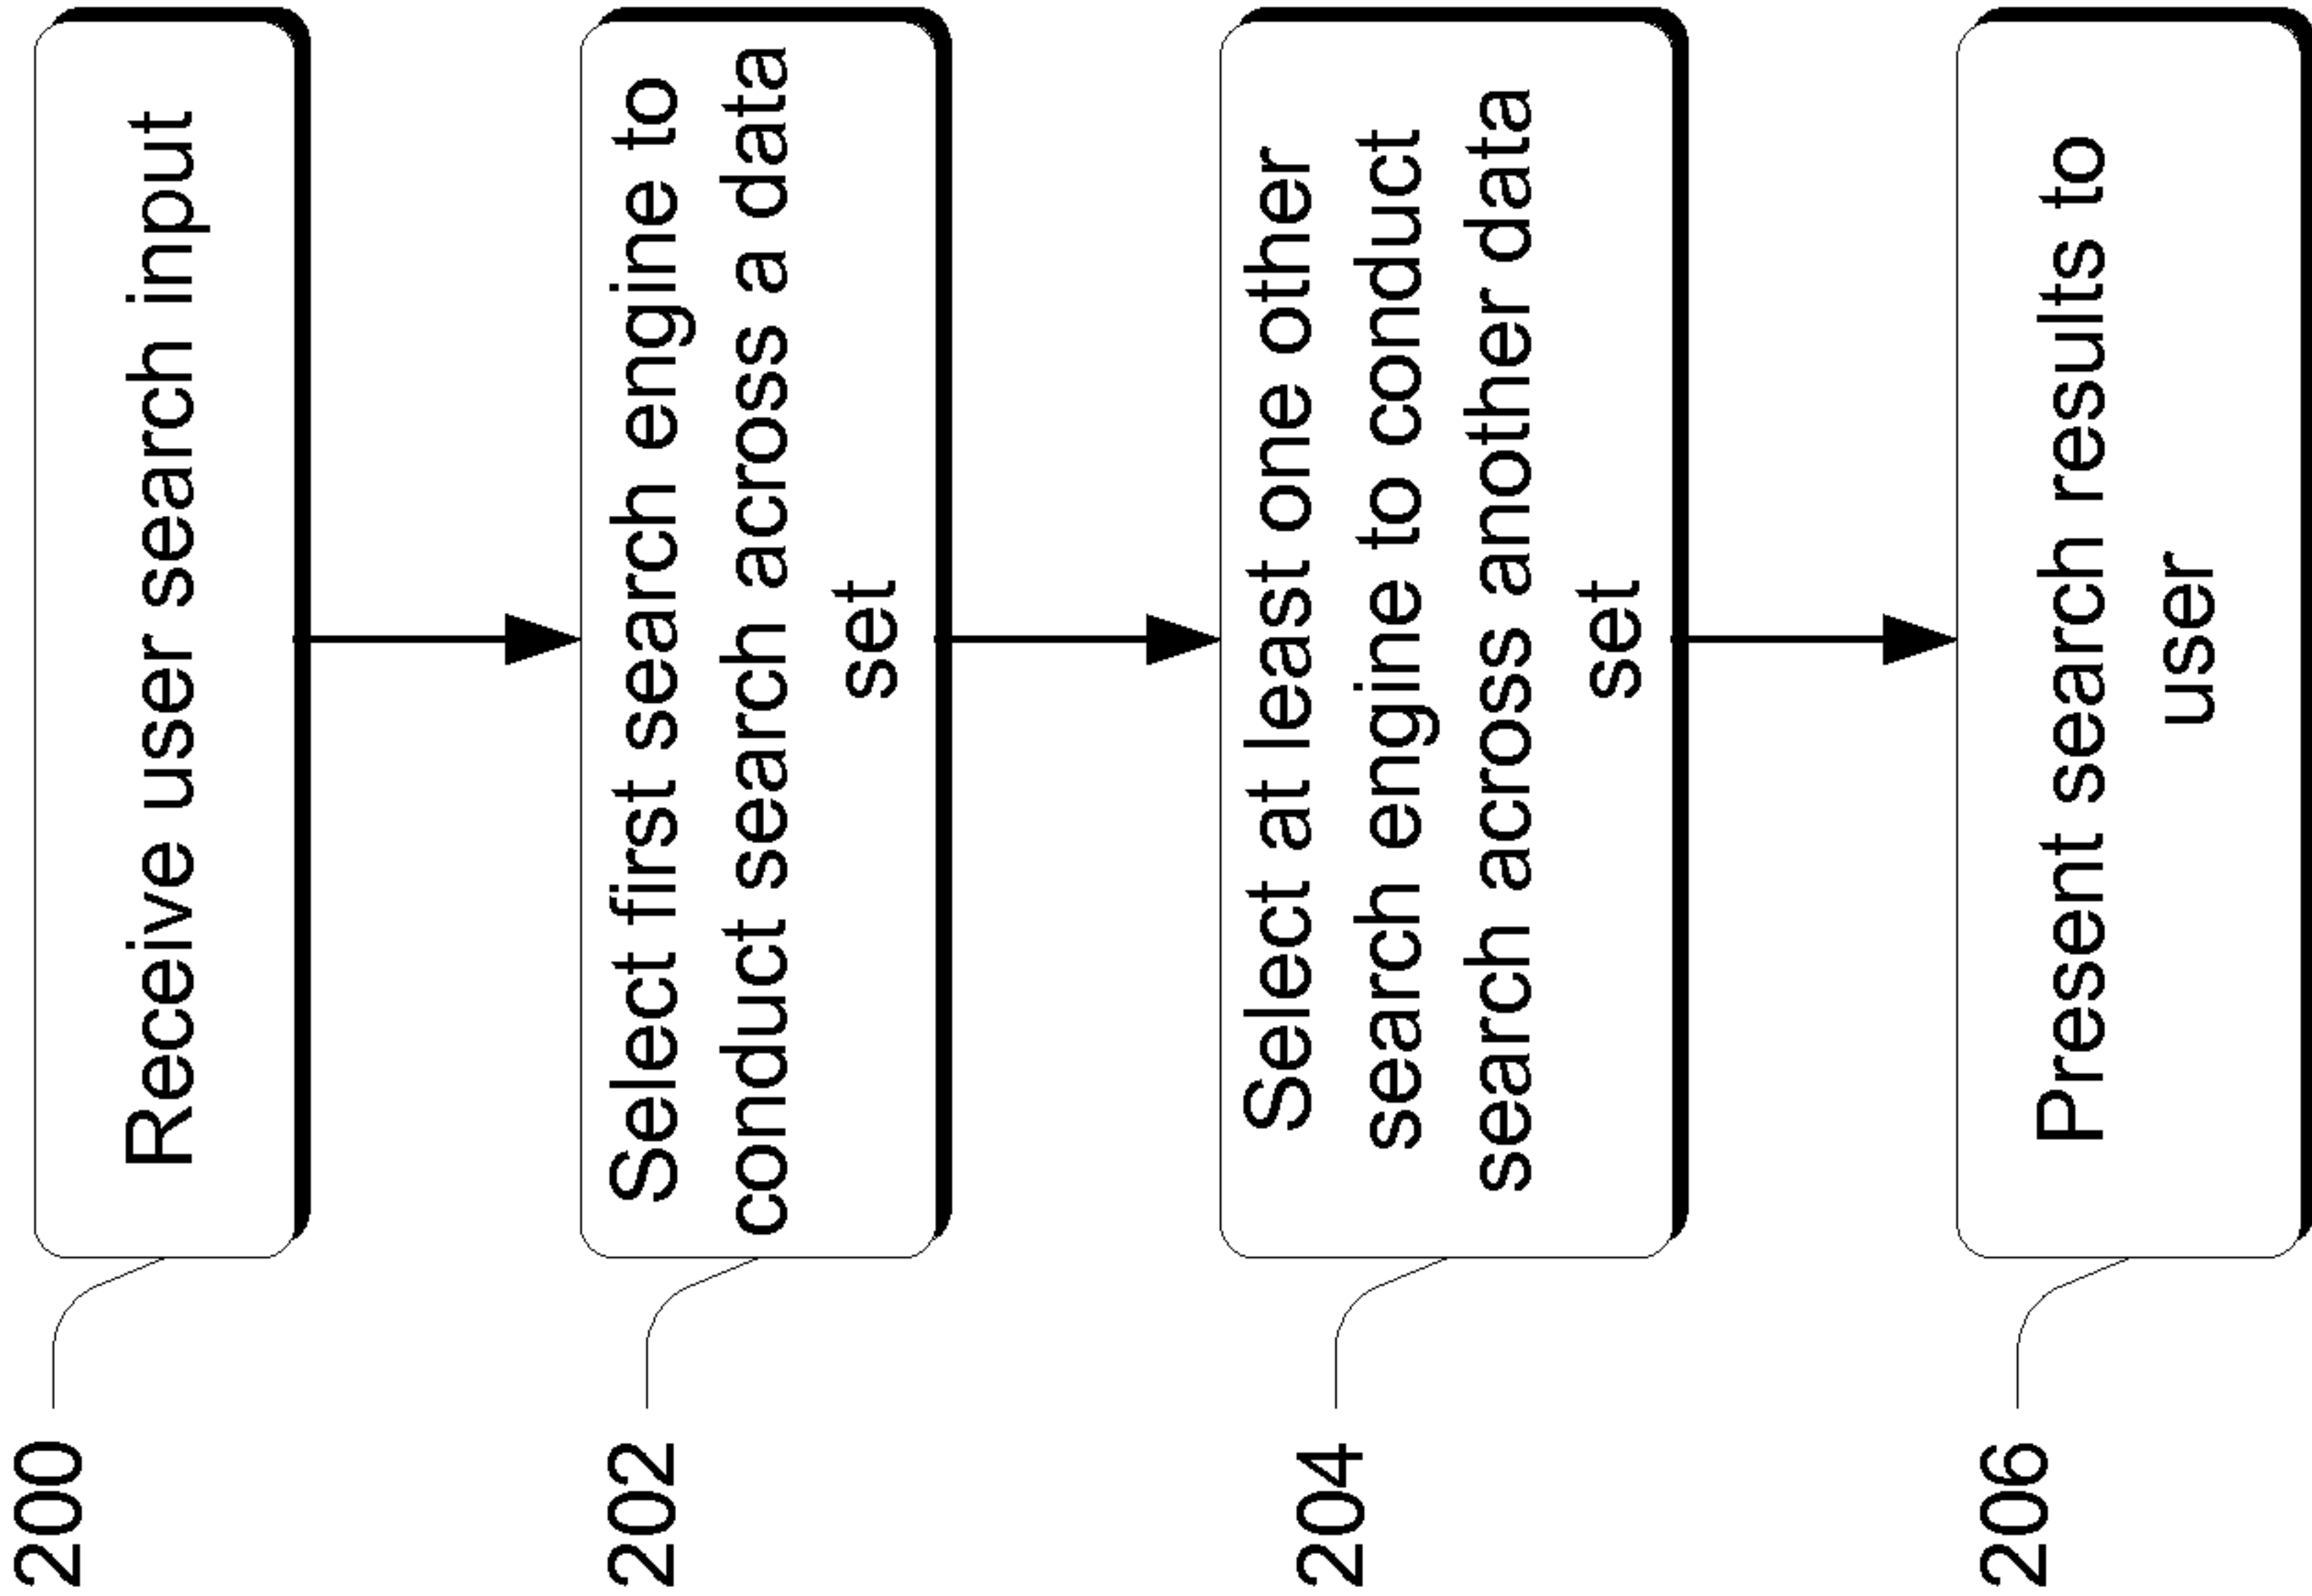 200
Receive user search input
202
Select first search engine to
conduct search across a data
set
204
Select at least one other
search engine to conduct
search across another data
set
206
Present search results to
user